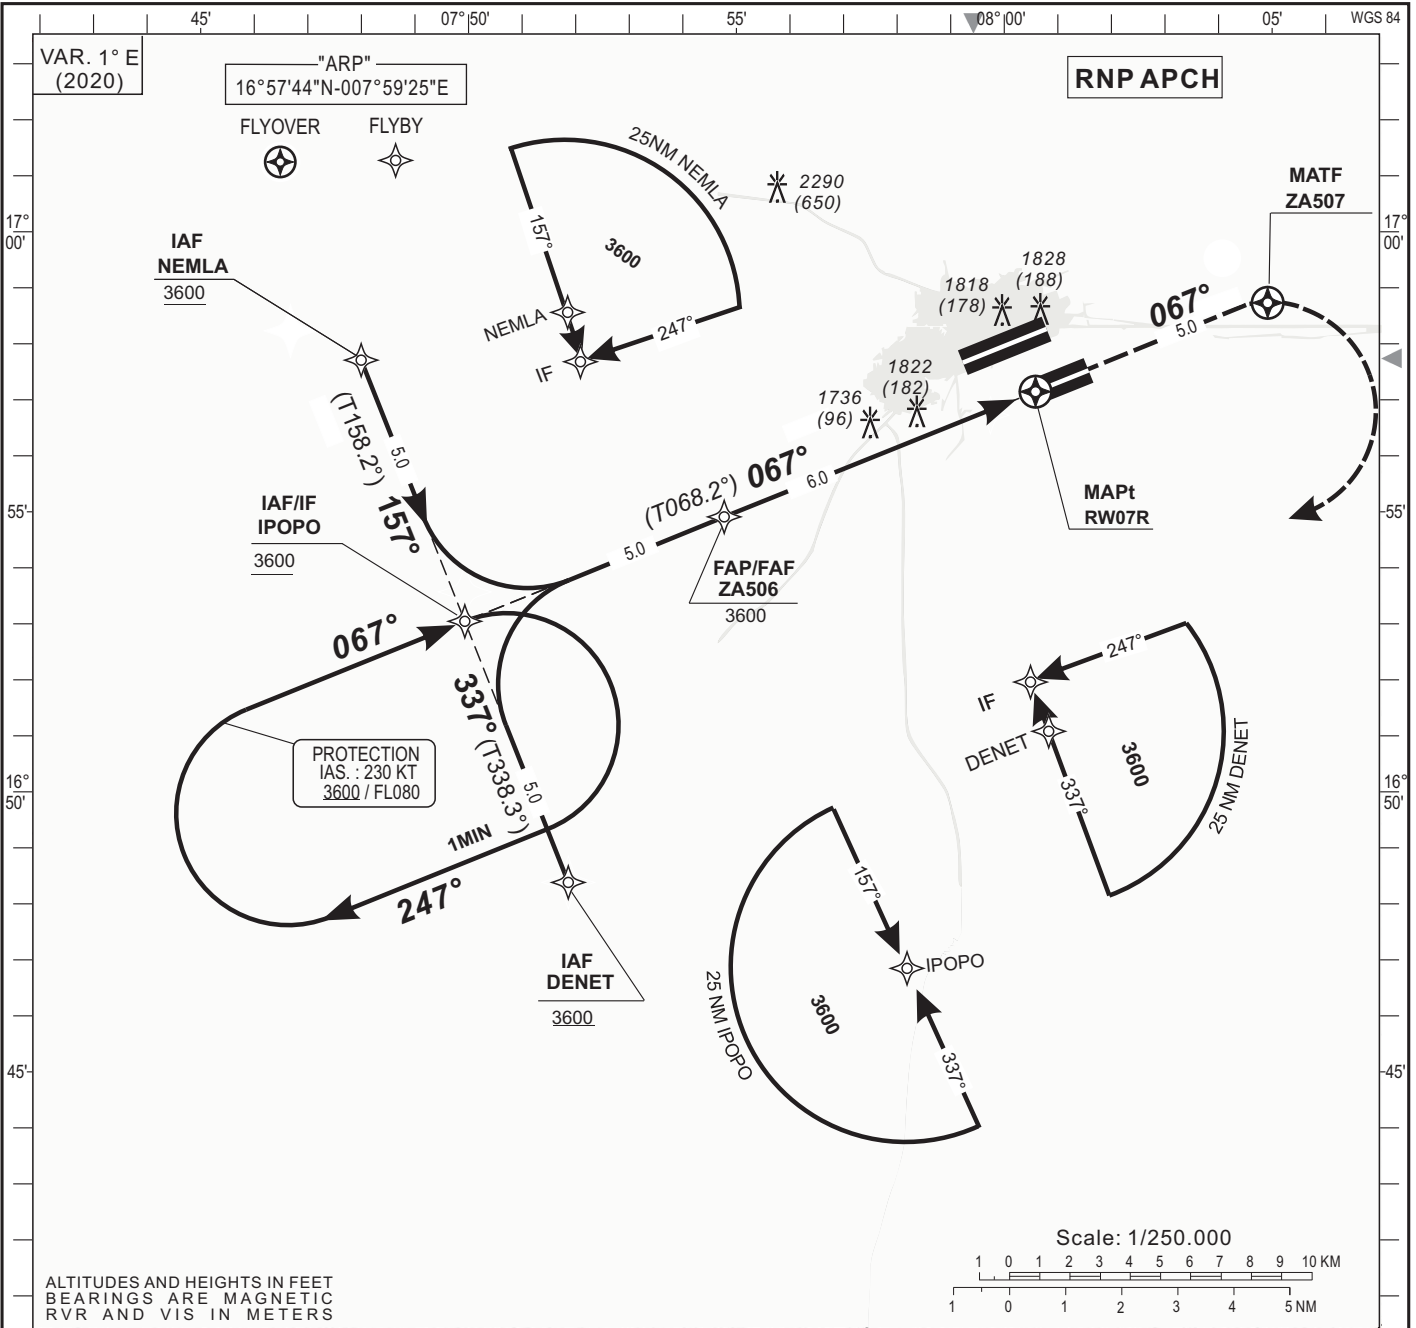 45'
07°50'
55'
08°00'
05'
WGS 84
VAR. 1° E
(2020)
"ARP"
16°57'44"N-007°59'25"E
FLYOVER
FLYBY
RNP APCH
25NM NEMLA
157°
3600
247°
NEMLA
IF
2290
(650)
MATF
ZA507
17°
00'
17°
00'
IAF
NEMLA
3600
1818
(178)
1828
(188)
067°
5.0
1822
(182)
1736
(96)
(T158.2°)
5.0
157°
IAF/IF
IPOPO
3600
(T068.2°)
067°
6.0
5.0
MAPt
RW07R
55'
55'
FAP/FAF
ZA506
3600
067°
337°
(T338.3°)
5.0
PROTECTION
IAS. : 230 KT
3600 / FL080
1MIN
247°
247°
IF
DENET
3600
337°
25 NM DENET
16°
50'
16°
50'
157°
IPOPO
3600
25 NM IPOPO
337°
IAF
DENET
3600
45'
45'
Scale: 1/250.000
1 0 1 2 3 4 5 6 7 8 9 10 KM
1 0 1 2 3 4 5 NM
ALTITUDES AND HEIGHTS IN FEET
BEARINGS ARE MAGNETIC
RVR AND VIS IN METERS